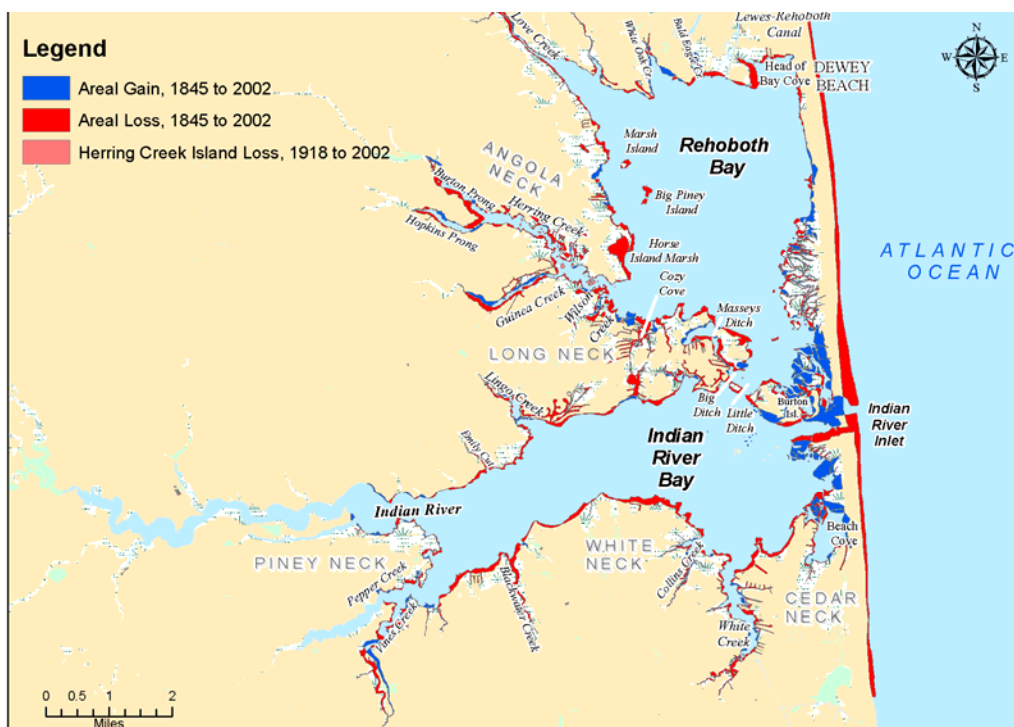 Legend
Areal Gain, 1845 to 2002
Areal Loss, 1845 to 2002
Herring Creek Island Loss, 1918 to 2002
Love Creek
White Oak Cr
Bald Eagle Cr
Lewes-Rehoboth
Canal
N
W
E
S
Head of
Bay Cove
DEWEY
BEACH
Marsh
Island
Rehoboth
Bay
ANGOLA
NECK
Big Piney
Island
Burton Prong
Herring Creek
Hopkins Prong
Horse
Island Marsh
ATLANTIC
OCEAN
Cozy
Cove
Guinea Creek
Wilson
Creek
Masseys
Ditch
LONG NECK
Lingo Creek
Big
Ditch
Little
Ditch
Burton
Isl.
Indian
River
Inlet
Emily Cut
Indian
River
Bay
Indian River
Beach
Cove
PINEY NECK
WHITE
NECK
Pepper Creek
Blackwater Creek
Collins Creek
CEDAR
NECK
Vines Creek
White
Creek
0 0.5 1 2
Miles